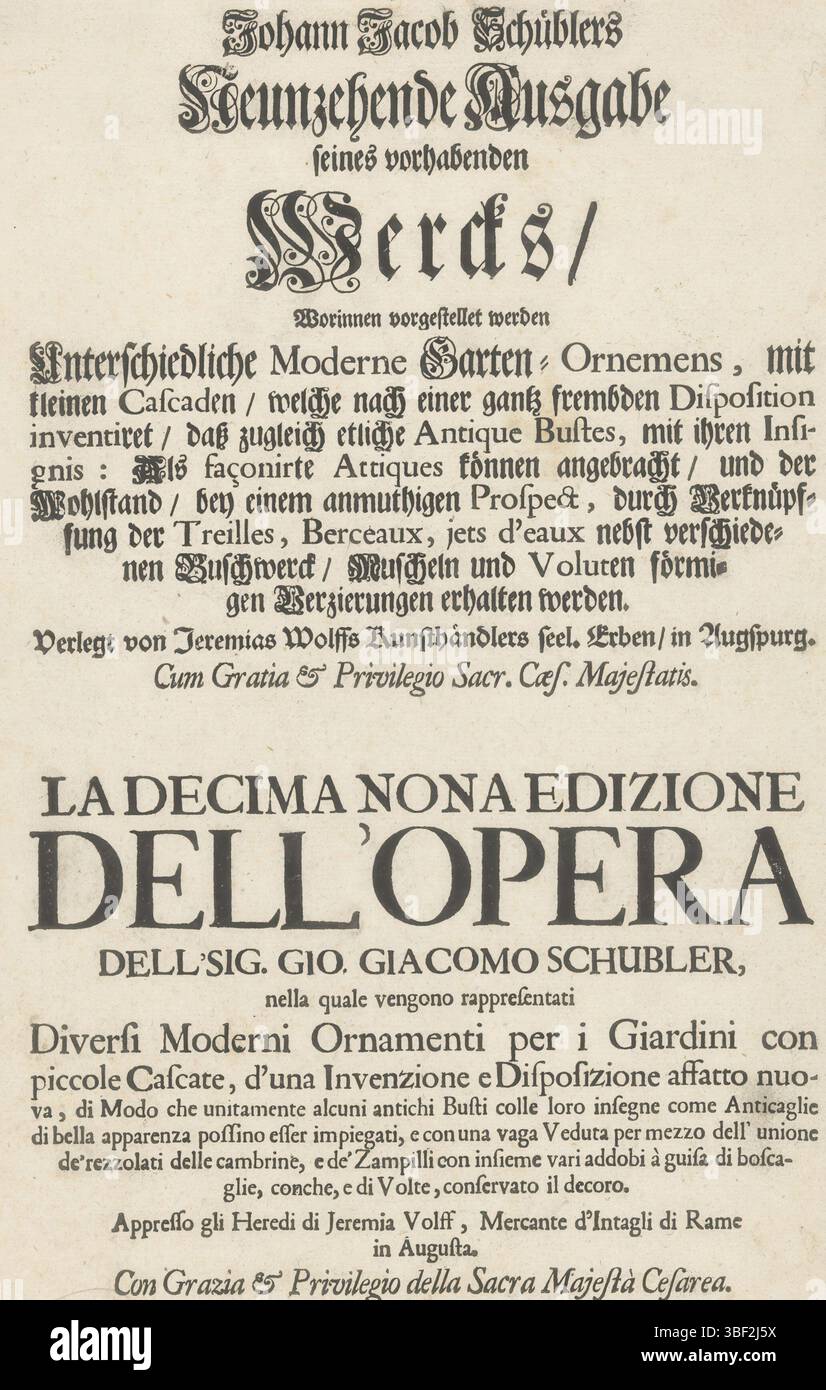 Johann Jacob Schüblers
Neunzehende Ausgabe
seines vorhabenden
Wercks/
Worinnen vorgestellet werden
Unterschiedliche Moderne Garten-Ornemens, mit
kleinen Cascaden / welche nach einer gantz frembden Disposition
inventiret / daß zugleich etliche Antique Bustes, mit ihren Insi-
gnis: Als façonirte Attiques können angebracht / und der
Wohlstand / bey einem anmuthigen Prospect, durch Verknüpf-
fung der Treilles, Berceaux, jets d'eaux nebst verschiede-
nen Buschwerck / Muscheln und Voluten förmi-
gen Verzierungen erhalten werden.
Verlegt von Jeremias Wolffs Kunsthändlers seel. Erben / in Augspurg.
Cum Gratia & Privilegio Sacr. Cæs. Majestatis.
LA DECIMA NONA EDIZIONE
DELL'OPERA
DELL'SIG. GIO. GIACOMO SCHUBLER,
nella quale vengono rappresentati
Diversi Moderni Ornamenti per i Giardini con
piccole Cascate, d'una Invenzione e Disposizione affatto nuo-
va, di Modo che unitamente alcuni antichi Busti colle loro insegne come Anticaglie
di bella apparenza possino esser impiegati, e con una vaga Veduta per mezzo dell' unione
de'rezzolati delle cambrine, e de'Zampilli con insieme vari addobi à guisa di bosca-
glie, conche, e di Volte, conservato il decoro.
Appresso gli Heredi di Jeremia Volff, Mercante d'Intagli di Rame
in Augusta.
Con Grazia & Privilegio della Sacra Majestà Cesarea.
alamy
Image ID: 3BF2J5X
www.alamy.com